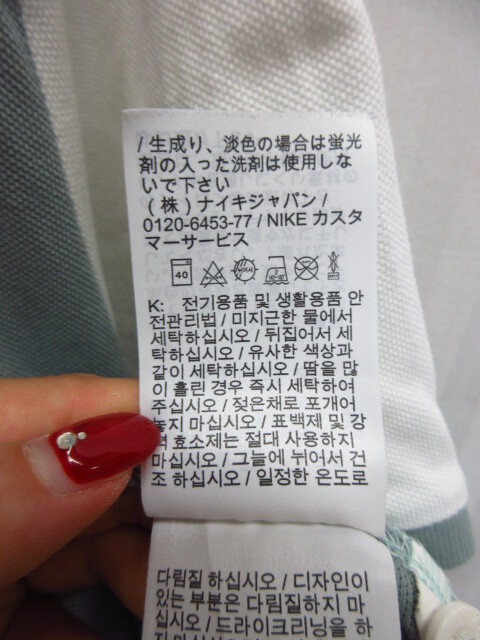 / 生成り、淡色の場合は蛍光
剤の入った洗剤は使用しな
いで下さい
(株) ナイキジャパン /
0120-6453-77 / NIKE カスタ
マーサービス
40
K: 전기용품 및 생활용품 안
전관리법 / 미지근한 물에서
세탁하십시오 / 뒤집어서 세
탁하십시오 / 유사한 색상과
같이 세탁하십시오 / 땀을 많
이 흘린 경우 즉시 세탁하여
주십시오 / 젖은채로 포개어
놓지 마십시오 / 표백제 및 강
효소제는 절대 사용하지
마십시오 / 그늘에 뉘어서 건
조 하십시오 / 일정한 온도로
다림질 하십시오 / 디자인이
있는 부분은 다림질하지 마
십시오 / 드라이크리닝을 하